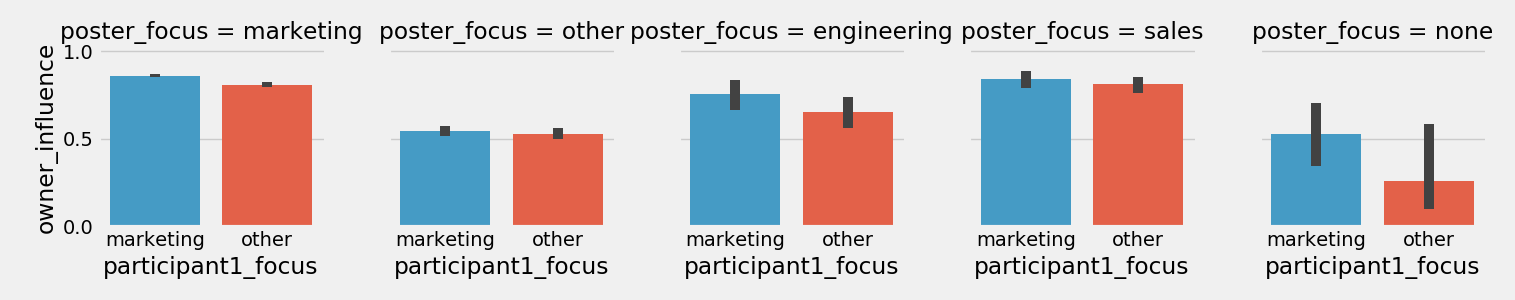 poster_focus = marketing
poster_focus = other
poster_focus = engineering
poster_focus = sales
poster_focus = none
owner_influence
1.0
0.5
0.0
marketing other
participant1_focus
marketing other
participant1_focus
marketing other
participant1_focus
marketing other
participant1_focus
marketing other
participant1_focus